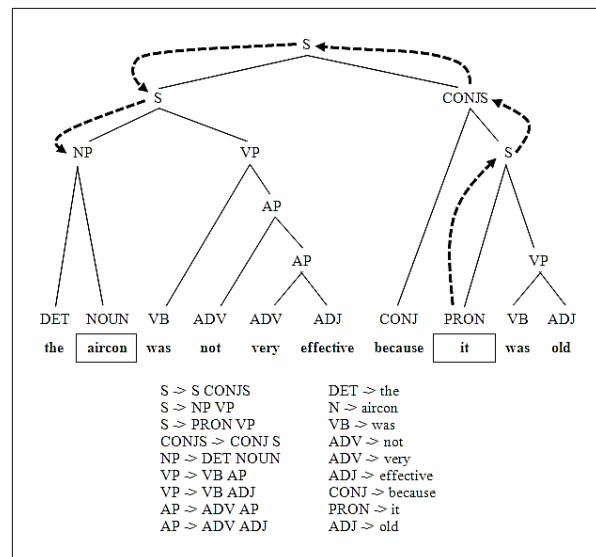 S
S CONJS
NP VP S
AP
AP VP
DET NOUN VB ADV ADV ADJ CONJ PRON VB ADJ
the aircon was not very effective because it was old
S -> S CONJS DET -> the
S -> NP VP N -> aircon
S -> PRON VP VB -> was
CONJS -> CONJ S ADV -> not
NP -> DET NOUN ADV -> very
VP -> VB AP ADJ -> effective
VP -> VB ADJ CONJ -> because
AP -> ADV AP PRON -> it
AP -> ADV ADJ ADJ -> old